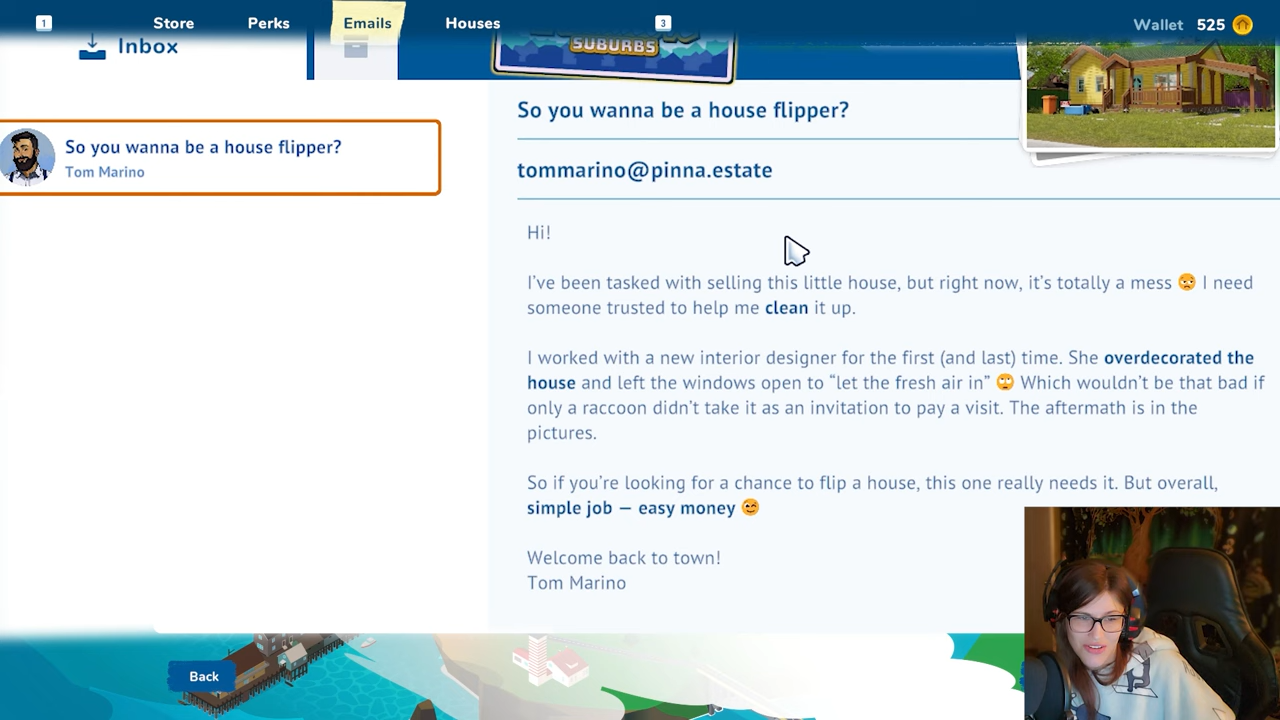 1
Store
Perks
Emails
Houses
3
Wallet 525
Inbox
SUBURBS
So you wanna be a house flipper?
Tom Marino
So you wanna be a house flipper?
tommarino@pinna.estate
Hi!
I've been tasked with selling this little house, but right now, it's totally a mess 😟 I need
someone trusted to help me clean it up.
I worked with a new interior designer for the first (and last) time. She overdecorated the
house and left the windows open to “let the fresh air in” 🙄 Which wouldn't be that bad if
only a raccoon didn't take it as an invitation to pay a visit. The aftermath is in the
pictures.
So if you're looking for a chance to flip a house, this one really needs it. But overall,
simple job — easy money 😊
Welcome back to town!
Tom Marino
Back